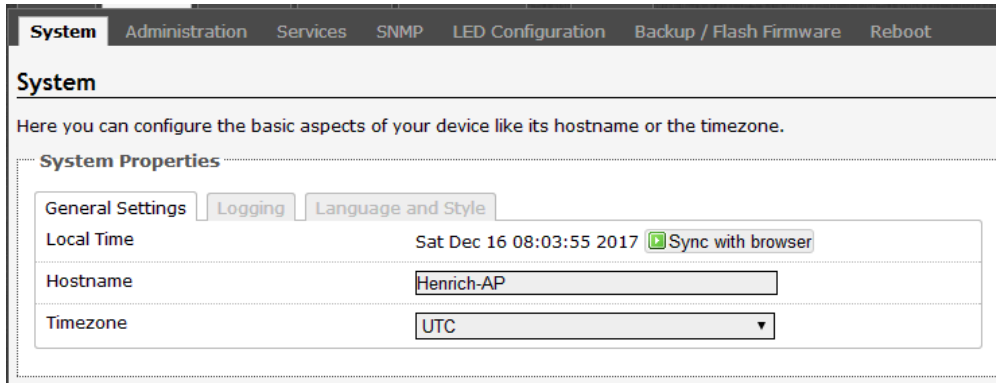 System Administration Services SNMP LED Configuration Backup / Flash Firmware Reboot
System
Here you can configure the basic aspects of your device like its hostname or the timezone.
System Properties
General Settings Logging Language and Style
Local Time Sat Dec 16 08:03:55 2017 Sync with browser
Hostname Henrich-AP
Timezone UTC